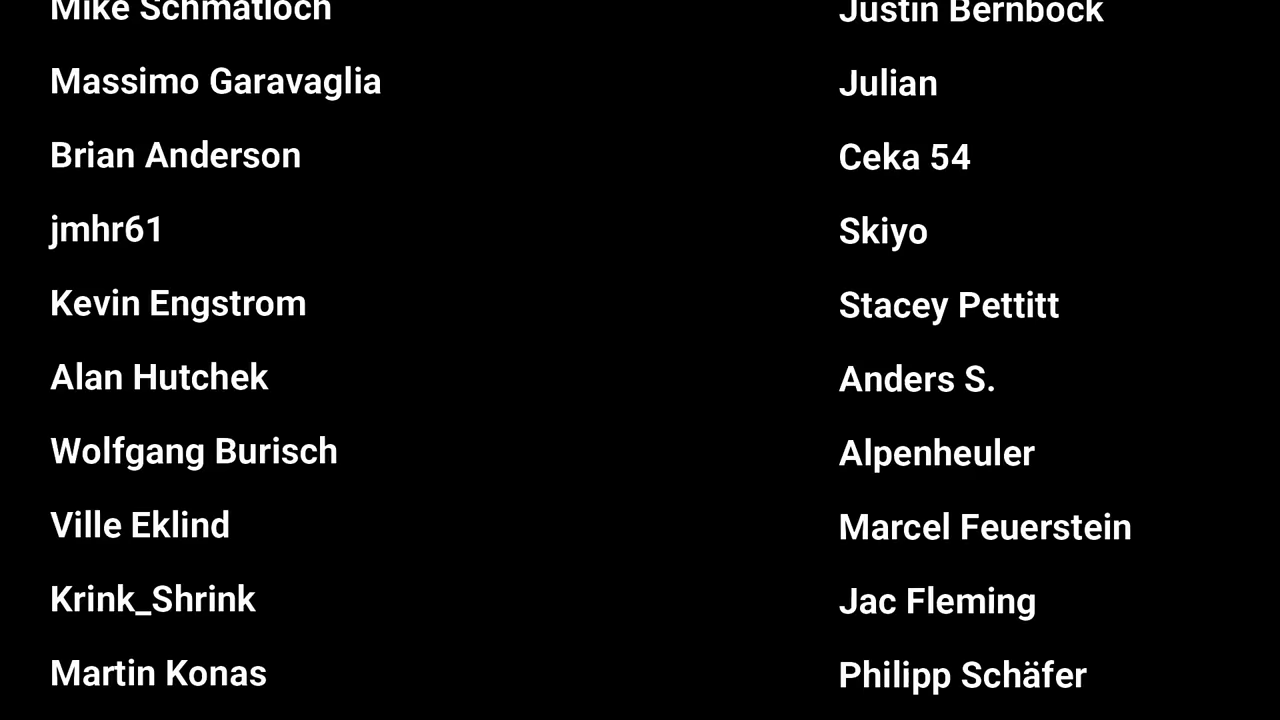 Mike Schmatloch
Massimo Garavaglia
Brian Anderson
jmhr61
Kevin Engstrom
Alan Hutchek
Wolfgang Burisch
Ville Eklind
Krink_Shrink
Martin Konas
Justin Bernbock
Julian
Ceka 54
Skiyo
Stacey Pettitt
Anders S.
Alpenheuler
Marcel Feuerstein
Jac Fleming
Philipp Schäfer